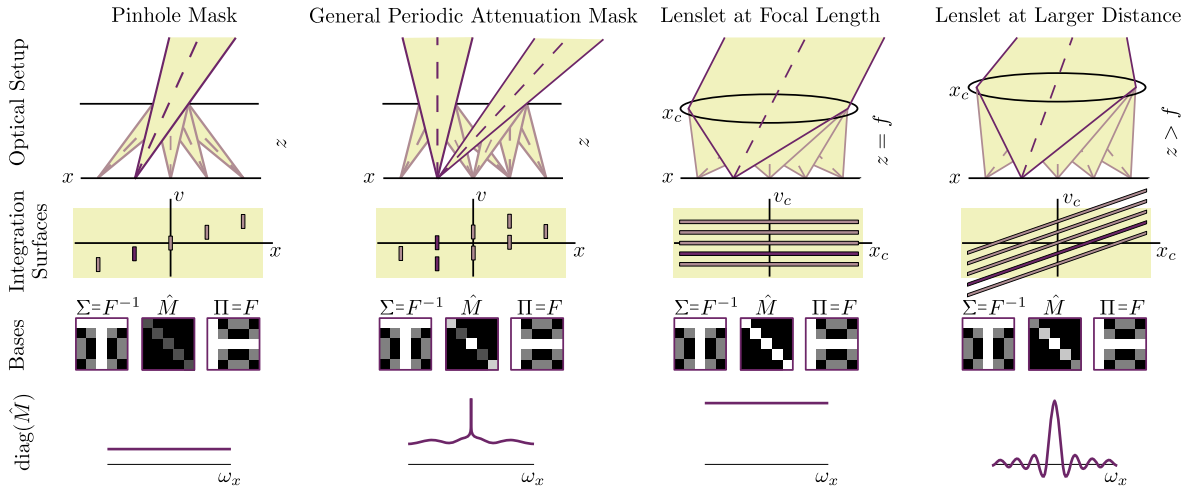 Pinhole Mask
General Periodic Attenuation Mask
Lenslet at Focal Length
Lenslet at Larger Distance
Optical Setup
x
z
x
z
x_c
x
z = f
x_c
x
z > f
Integration
Surfaces
v
x
v
x
v_c
x_c
v_c
x_c
Bases
Σ=F⁻¹ M̂ Π=F
Σ=F⁻¹ M̂ Π=F
Σ=F⁻¹ M̂ Π=F
Σ=F⁻¹ M̂ Π=F
diag(M̂)
ω_x
ω_x
ω_x
ω_x